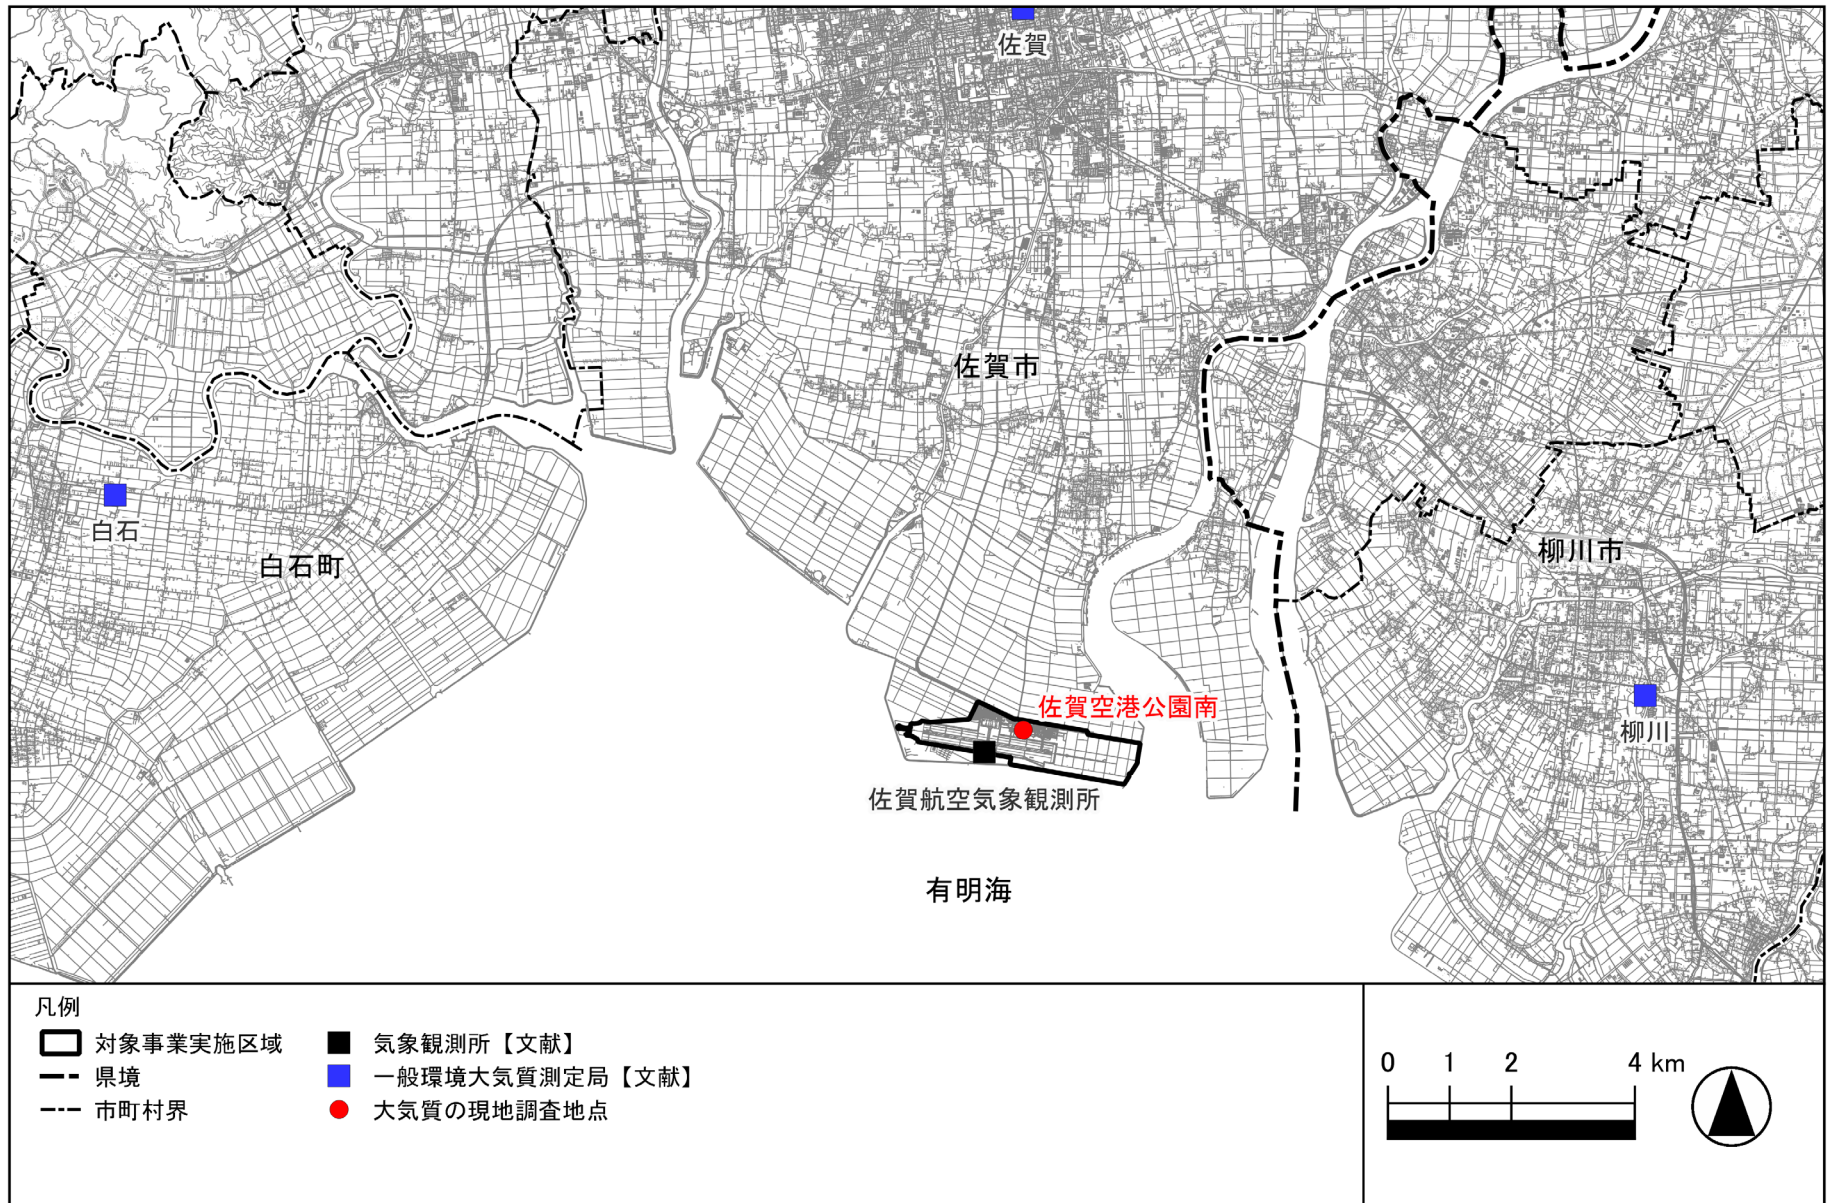 佐賀
佐賀市
白石
白石町
柳川市
佐賀空港公園南
柳川
佐賀航空気象観測所
有明海
凡例
対象事業実施区域
県境
市町村界
気象観測所【文献】
一般環境大気質測定局【文献】
大気質の現地調査地点
0 1 2 4 km